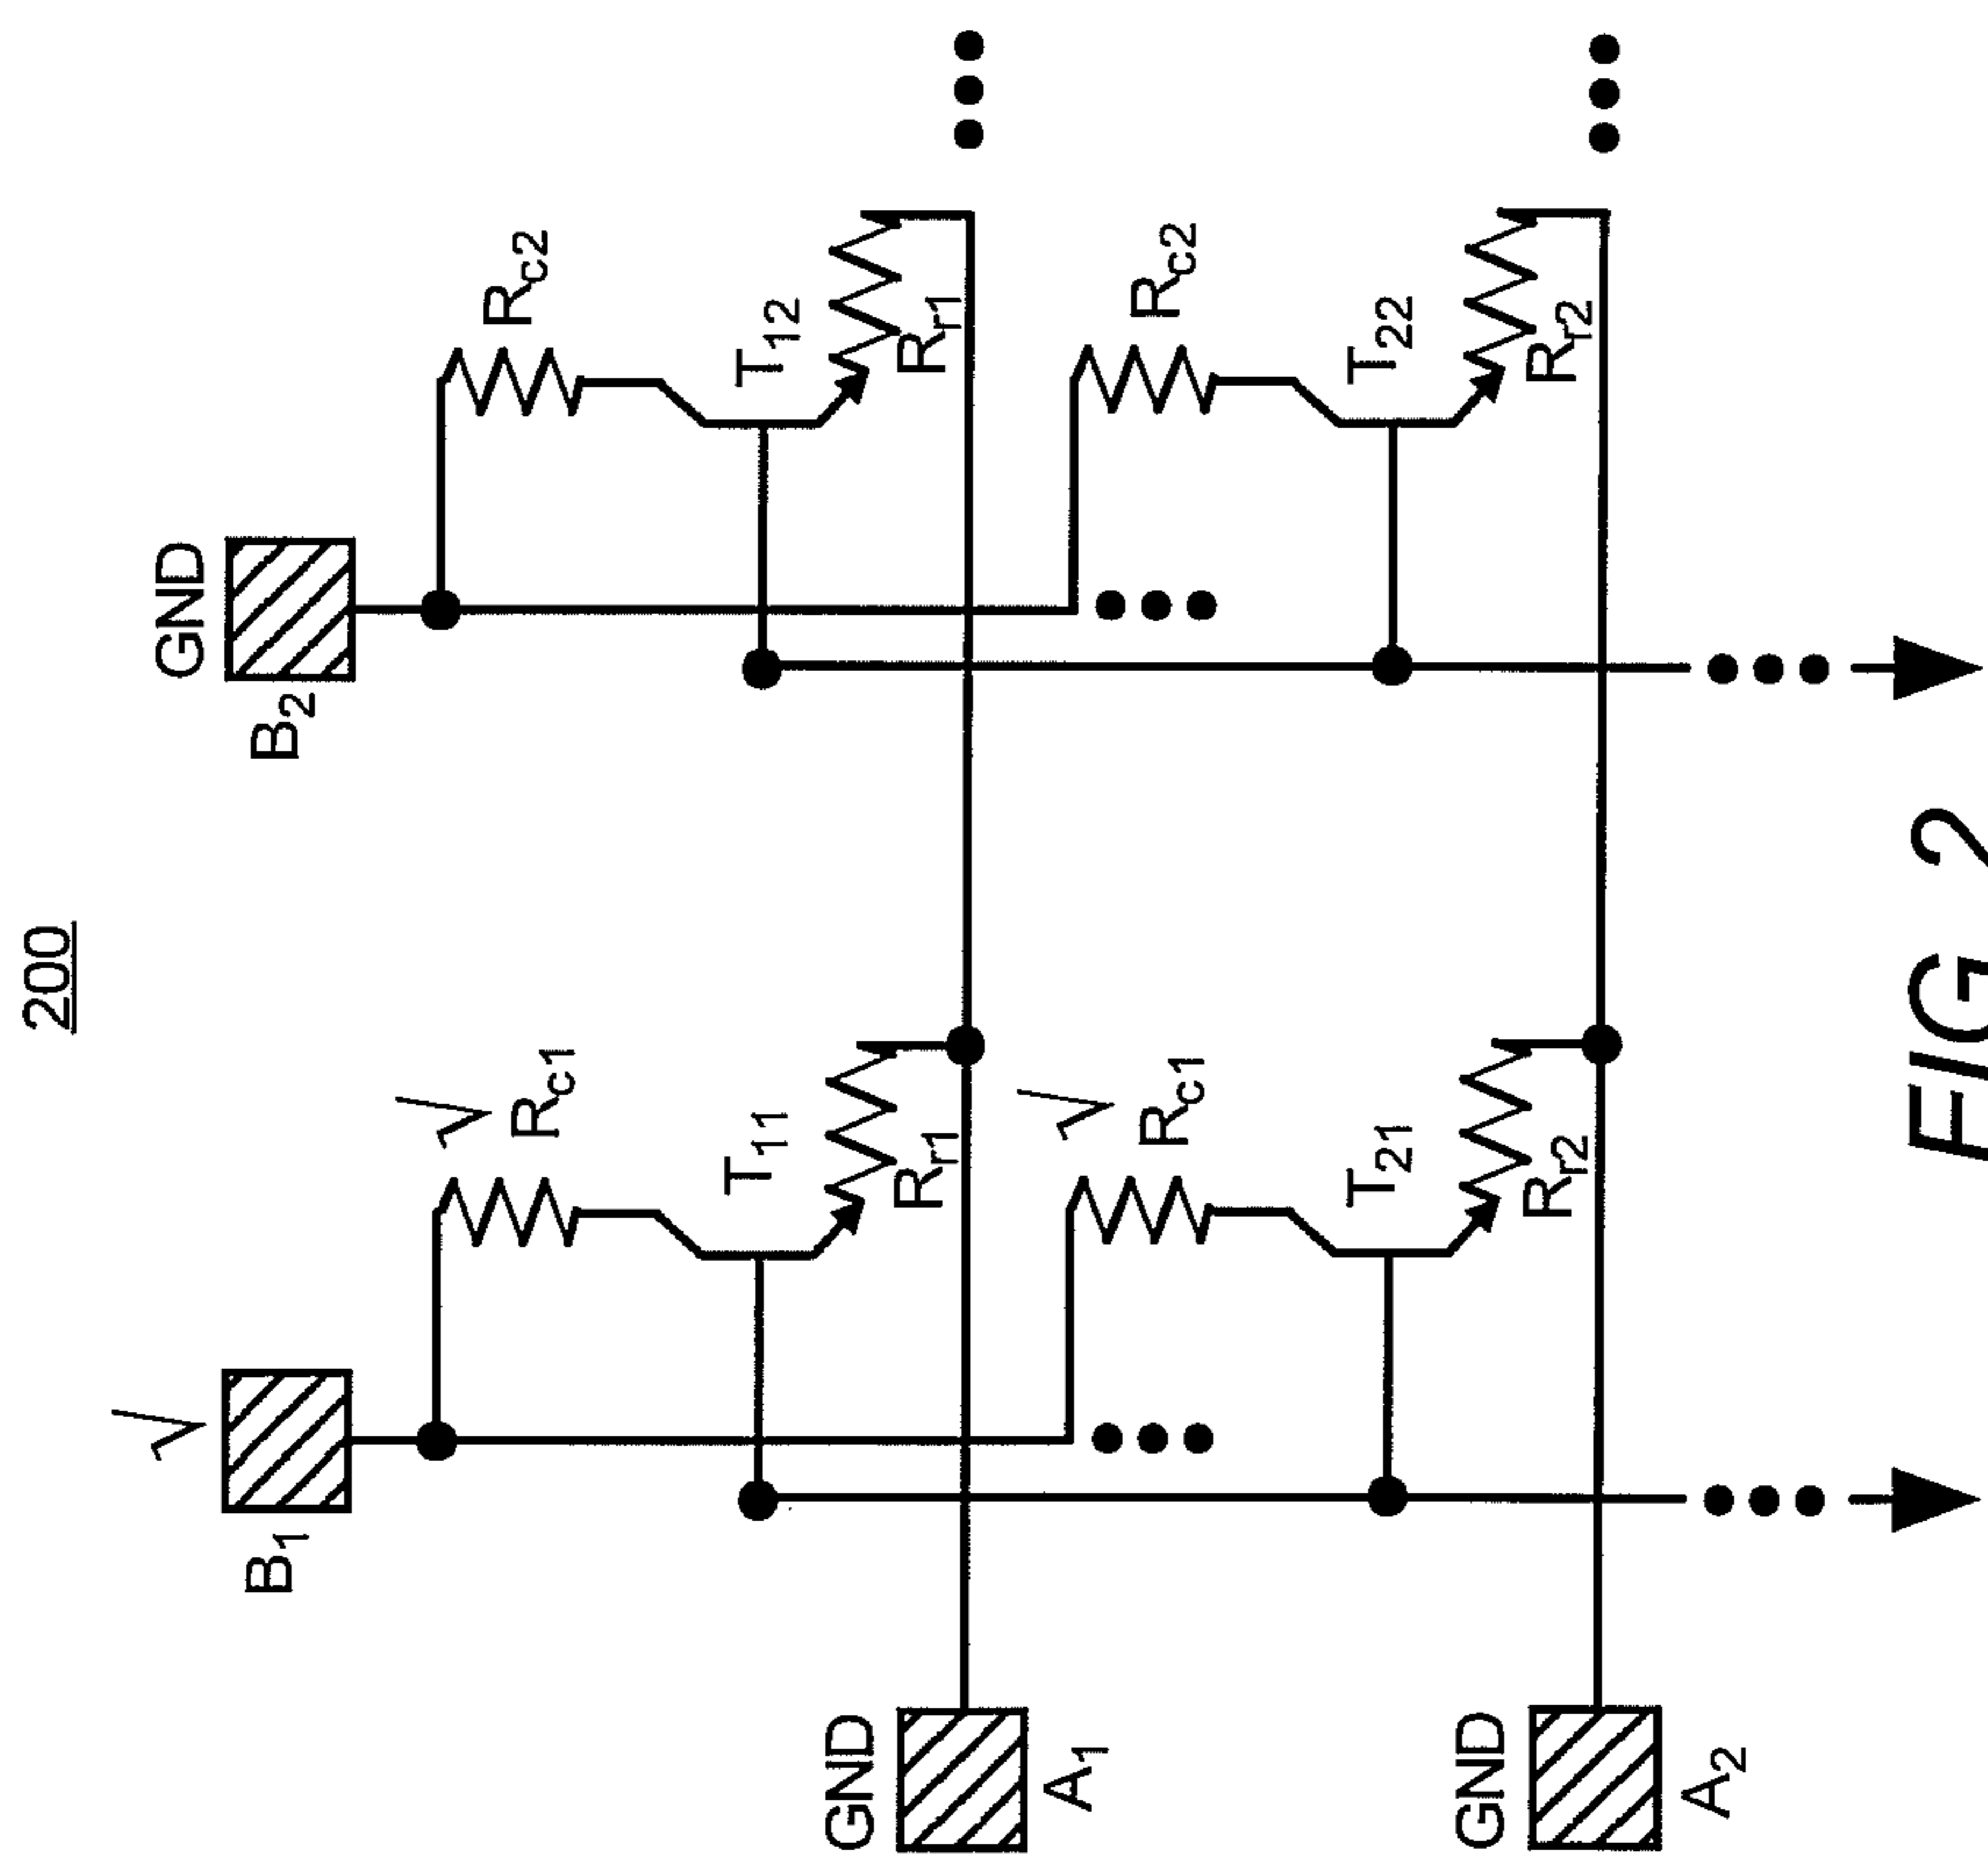 200
√
GND
B1
B2
√
Rc1
Rc2
T11
T12
GND
Rr1
Rr1
A1
√
Rc1
Rc2
T21
T22
GND
Rr2
Rr2
A2
FIG 2